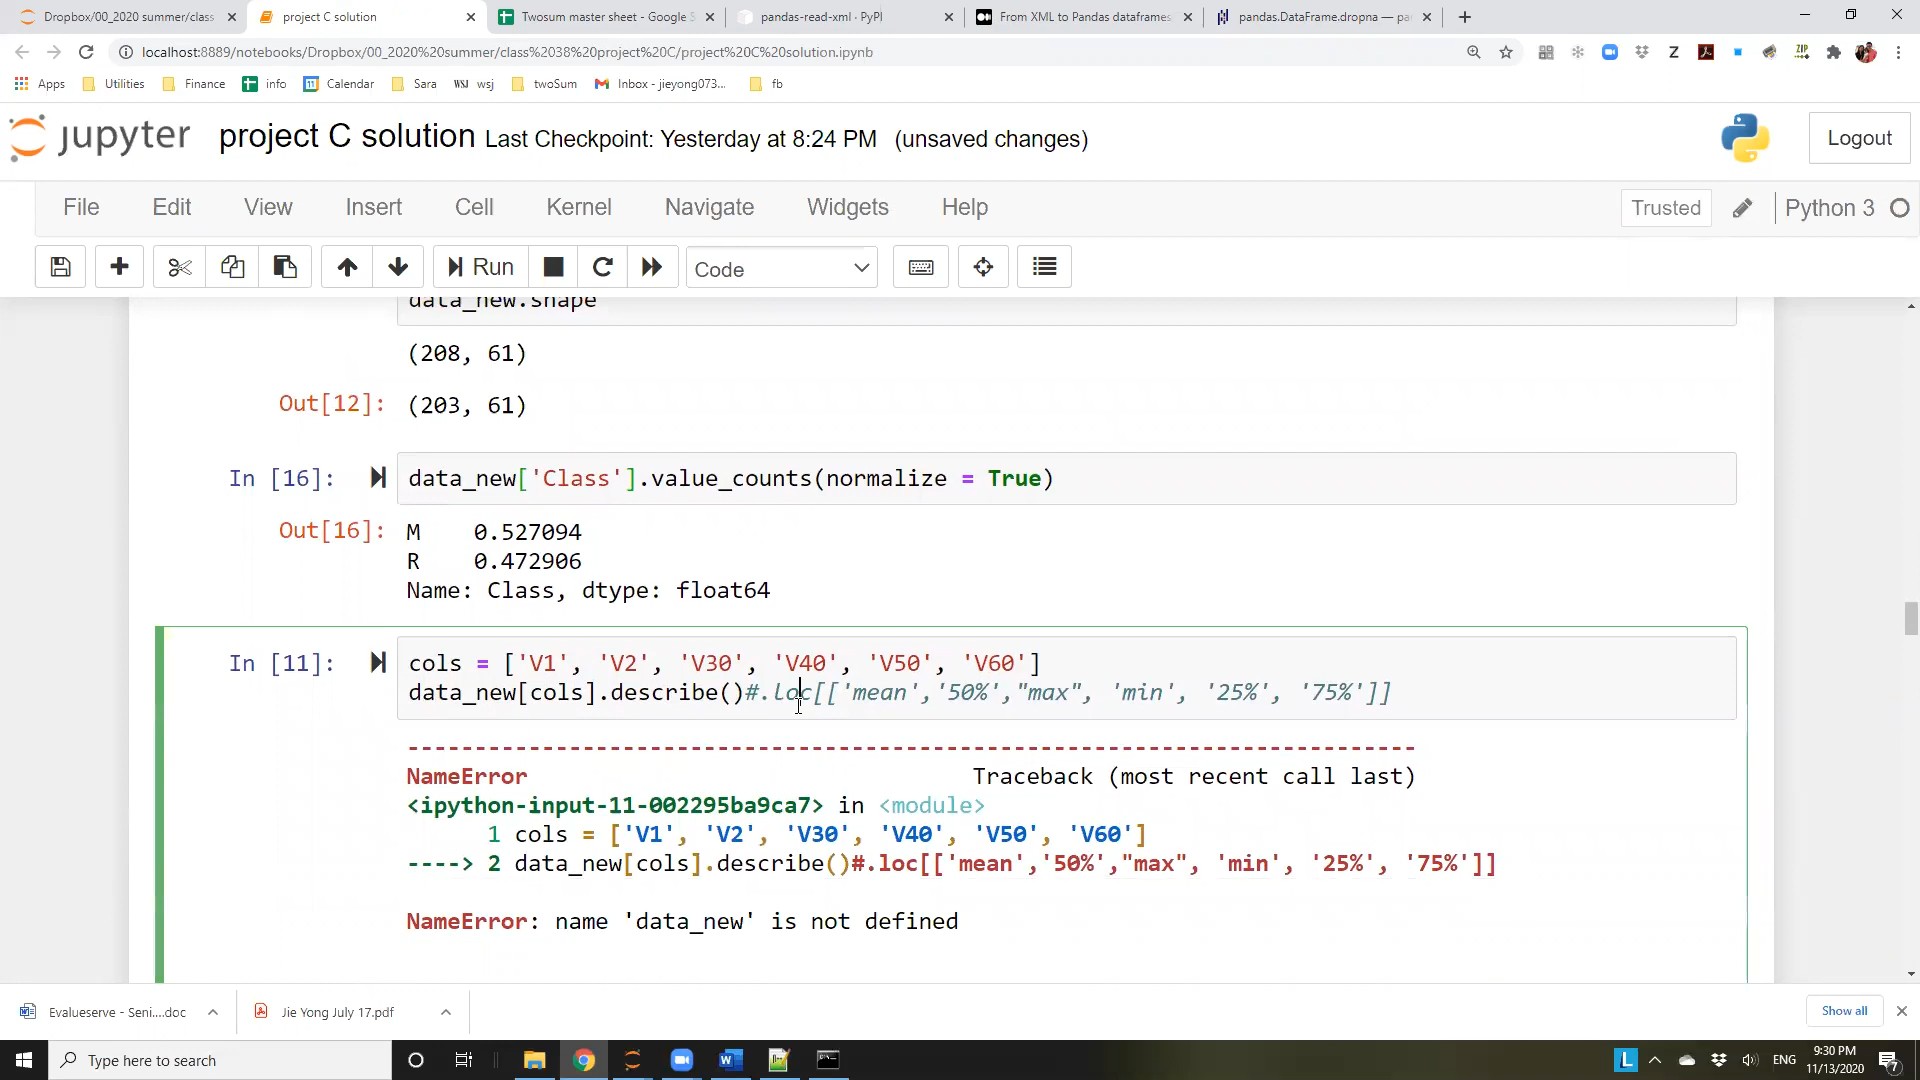 Dropbox/00_2020 summer/class
project C solution
Twosum master sheet - Google S
pandas-read-xml · PyPI
From XML to Pandas dataframes
pandas.DataFrame.dropna — pa
localhost:8889/notebooks/Dropbox/00_2020%20summer/class%2038%20project%20C/project%20C%20solution.ipynb
Apps Utilities Finance info Calendar Sara WSJ wsj twoSum Inbox - jieyong073... fb
jupyter project C solution Last Checkpoint: Yesterday at 8:24 PM (unsaved changes) Logout
File Edit View Insert Cell Kernel Navigate Widgets Help Trusted Python 3
Run Code
data_new.shape
(208, 61)
Out[12]: (203, 61)
In [16]: data_new['Class'].value_counts(normalize = True)
Out[16]: M 0.527094
R 0.472906
Name: Class, dtype: float64
In [11]: cols = ['V1', 'V2', 'V30', 'V40', 'V50', 'V60']
data_new[cols].describe()#.loc[['mean','50%',"max", 'min', '25%', '75%']]
---------------------------------------------------------------------------
NameError Traceback (most recent call last)
<ipython-input-11-002295ba9ca7> in <module>
1 cols = ['V1', 'V2', 'V30', 'V40', 'V50', 'V60']
----> 2 data_new[cols].describe()#.loc[['mean','50%',"max", 'min', '25%', '75%']]
NameError: name 'data_new' is not defined
Evalueserve - Seni....doc
Jie Yong July 17.pdf
Show all
Type here to search
L
ENG
9:30 PM
11/13/2020
7